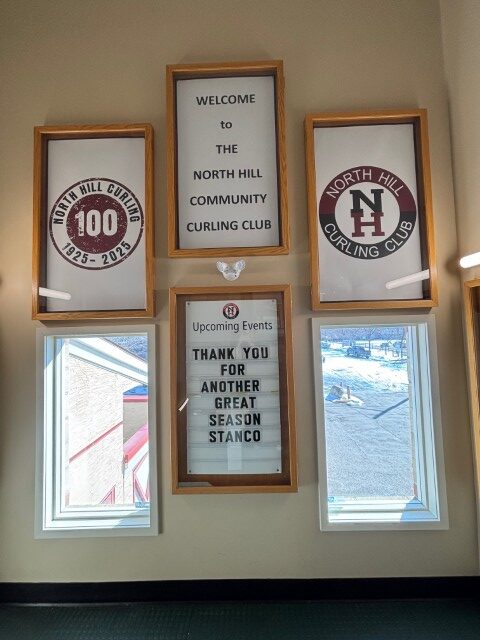 WELCOME
to
THE
NORTH HILL
COMMUNITY
CURLING CLUB
NORTH HILL CURLING
100
1925 - 2025
NORTH HILL
NH
CURLING CLUB
NH
Upcoming Events
THANK YOU
FOR
ANOTHER
GREAT
SEASON
STANCO